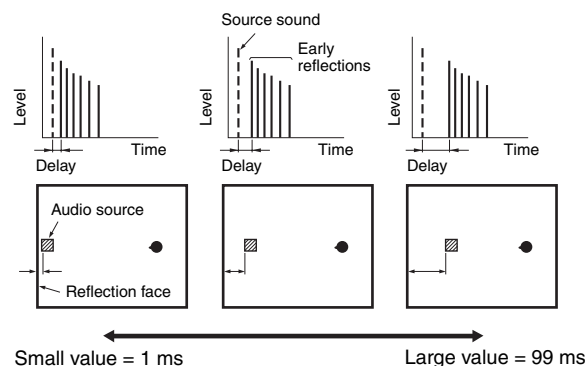 Source sound
Early
reflections
Level
Time
Delay
Level
Time
Delay
Level
Time
Delay
Audio source
Reflection face
Small value = 1 ms
Large value = 99 ms